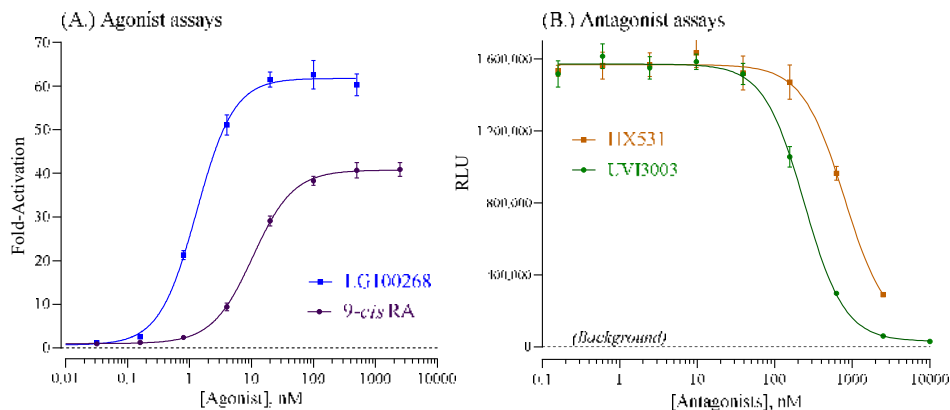 (A.) Agonist assays
70
60
50
40
30
20
10
0
Fold-Activation
LG100268
9-cis RA
0.01 0.1 1 10 100 1000 10000
[Agonist], nM
(B.) Antagonist assays
1,600,000
1,200,000
800,000
400,000
0
RLU
HX531
UVI3003
(Background)
0.1 1 10 100 1000 10000
[Antagonists], nM